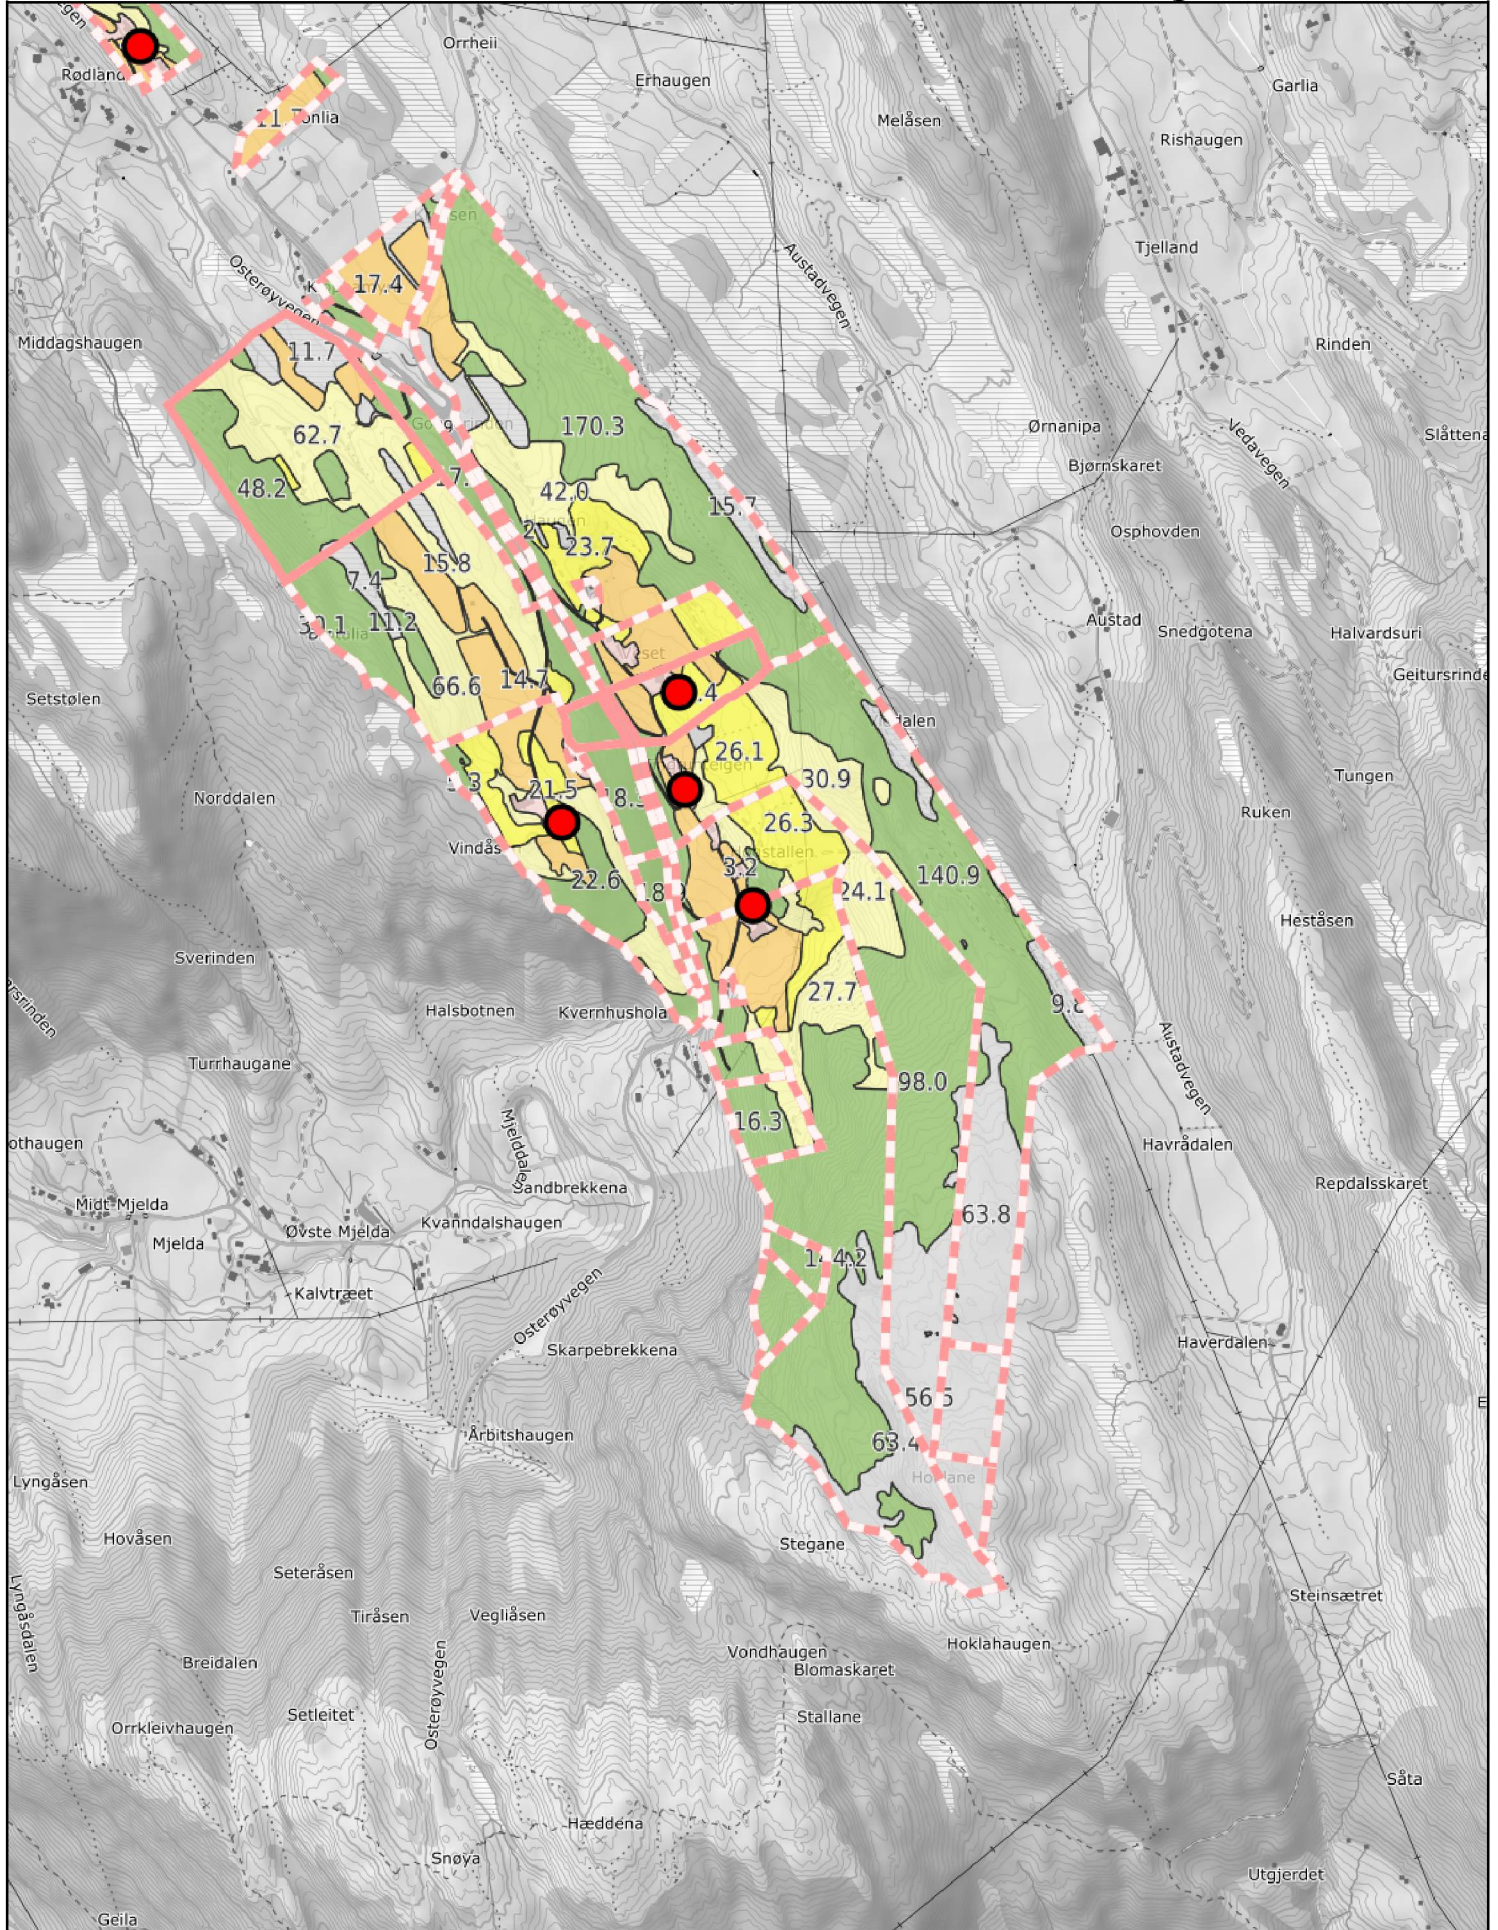 Orrheii
Rødland
Erhaugen
Garlia
Melåsen
Rishaugen
Tjelland
Osterøyvegen
17.4
Austadvegen
Middagshaugen
11.7
Rinden
62.7
170.3
Ørnanipa
Nedavegen
Slåttena
Bjørnskaret
48.2
42.0
15.7
Osphovden
23.7
15.8
7.4
11.2
Austad
Snedgotena
Halvardsuri
Geitursrinde
66.6
14.7
Setstølen
26.1
30.9
Tungen
Norddalen
21.5
Ruken
26.3
Vindås
3.2
22.6
24.1
140.9
Heståsen
Sverinden
27.7
Halsbotnen
Kvernhushola
Turrhaugane
Austadvegen
98.0
16.3
Mjelddalen
Havrådalen
othaugen
Sandbrekkena
Repdalsskaret
Midt-Mjelda
63.8
Øvste Mjelda
Kvanndalshaugen
Mjelda
Kalvtræet
Osterøyvegen
Haverdalen
Skarpebrekkena
56.5
Årbitshaugen
63.4
Lyngåsen
Hovåsen
Stegane
Seteråsen
Steinsætret
Lyngåsdalen
Tiråsen
Vegliåsen
Hoklahaugen
Vondhaugen
Breidalen
Blomaskaret
Osterøyvegen
Setleitet
Stallane
Orrkleivhaugen
Såta
Hæddena
Snøya
Utgjerdet
Geila